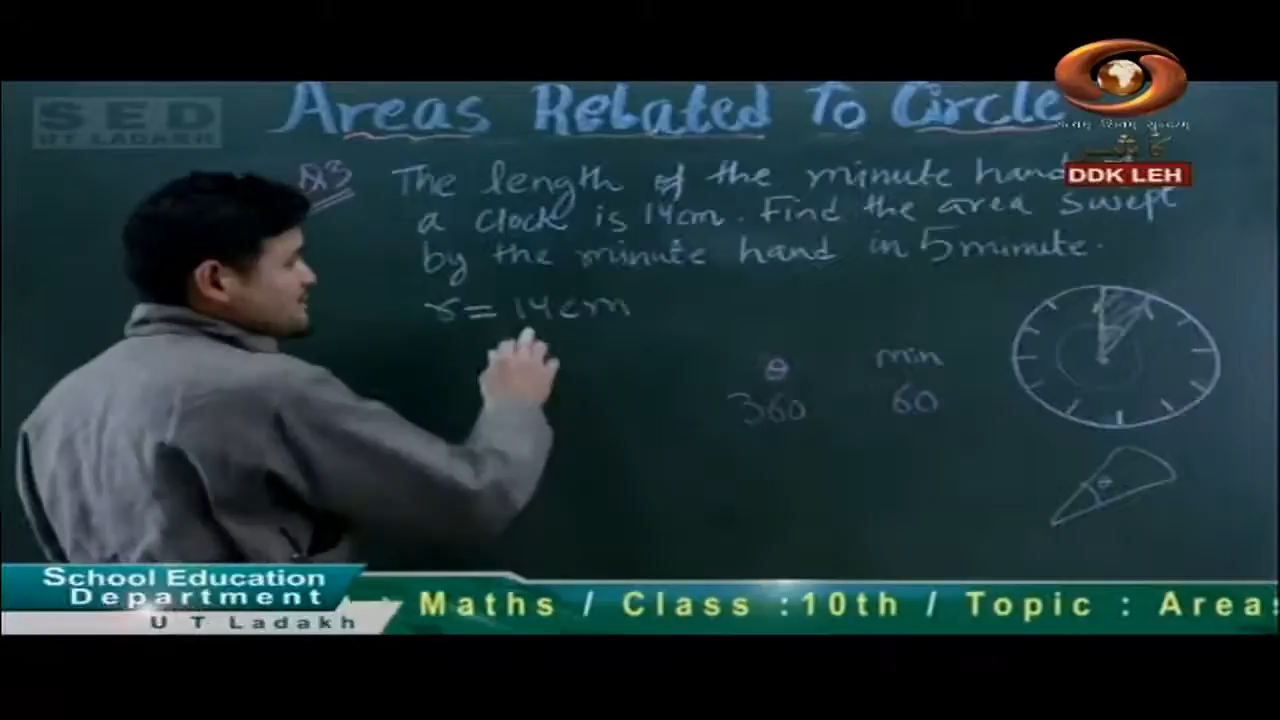 SED
UT LADAKH
Areas Related To Circle
DDK LEH
Q3 The length of the minute hand
a clock is 14cm. Find the area swept
by the minute hand in 5 minute.
r = 14cm
θ min
360 60
θ
School Education
Department
U T Ladakh
: Maths / Class :10th / Topic : Areas